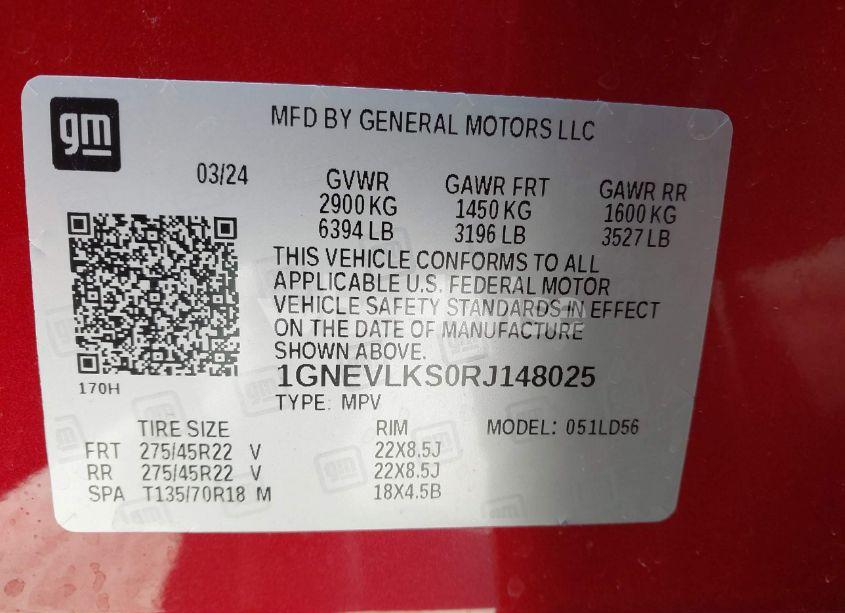 gm
MFD BY GENERAL MOTORS LLC
03/24
GVWR GAWR FRT GAWR RR
2900 KG 1450 KG 1600 KG
6394 LB 3196 LB 3527 LB
THIS VEHICLE CONFORMS TO ALL
APPLICABLE U.S. FEDERAL MOTOR
VEHICLE SAFETY STANDARDS IN EFFECT
ON THE DATE OF MANUFACTURE
SHOWN ABOVE.
170H
1GNEVLKS0RJ148025
TYPE: MPV
TIRE SIZE RIM MODEL: 051LD56
FRT 275/45R22 V 22X8.5J
RR 275/45R22 V 22X8.5J
SPA T135/70R18 M 18X4.5B